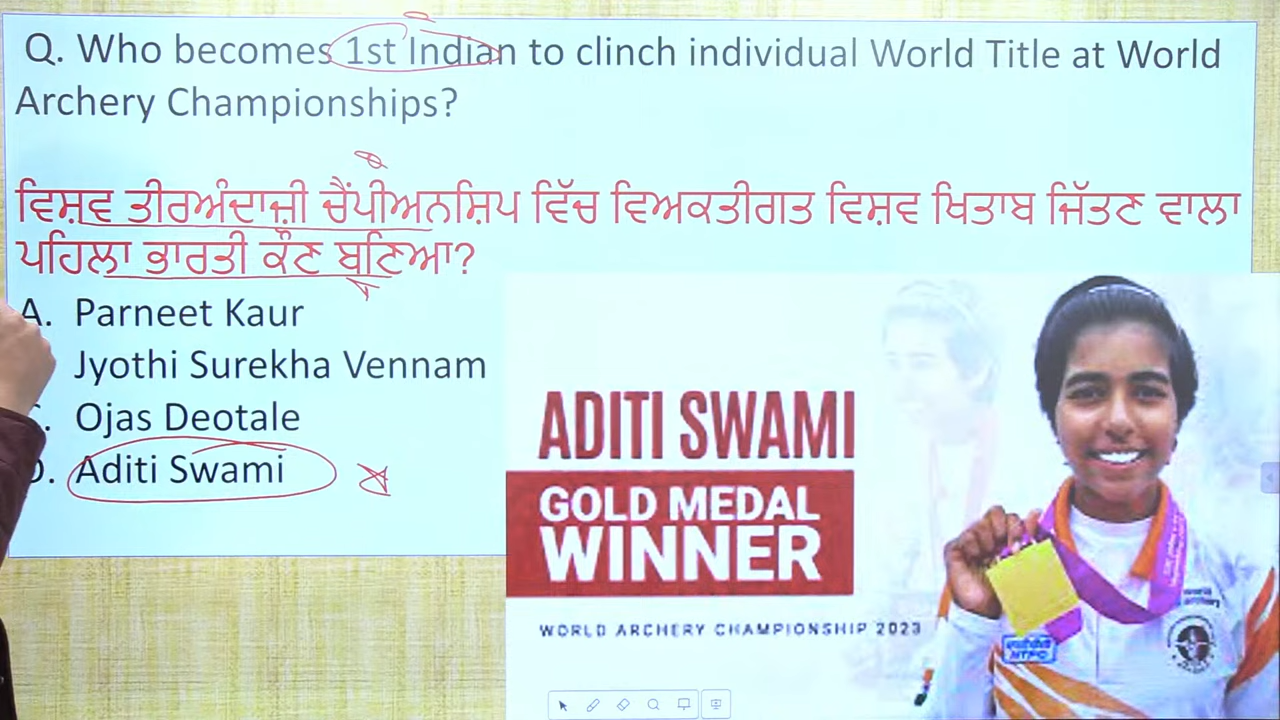 Q. Who becomes 1st Indian to clinch individual World Title at World
Archery Championships?
ਵਿਸ਼ਵ ਤੀਰਅੰਦਾਜ਼ੀ ਚੈਂਪੀਅਨਸ਼ਿਪ ਵਿੱਚ ਵਿਅਕਤੀਗਤ ਵਿਸ਼ਵ ਖਿਤਾਬ ਜਿੱਤਣ ਵਾਲਾ
ਪਹਿਲਾ ਭਾਰਤੀ ਕੌਣ ਬਣਿਆ?
A. Parneet Kaur
Jyothi Surekha Vennam
C. Ojas Deotale
D. Aditi Swami
ADITI SWAMI
GOLD MEDAL
WINNER
WORLD ARCHERY CHAMPIONSHIP 2023
NTPC